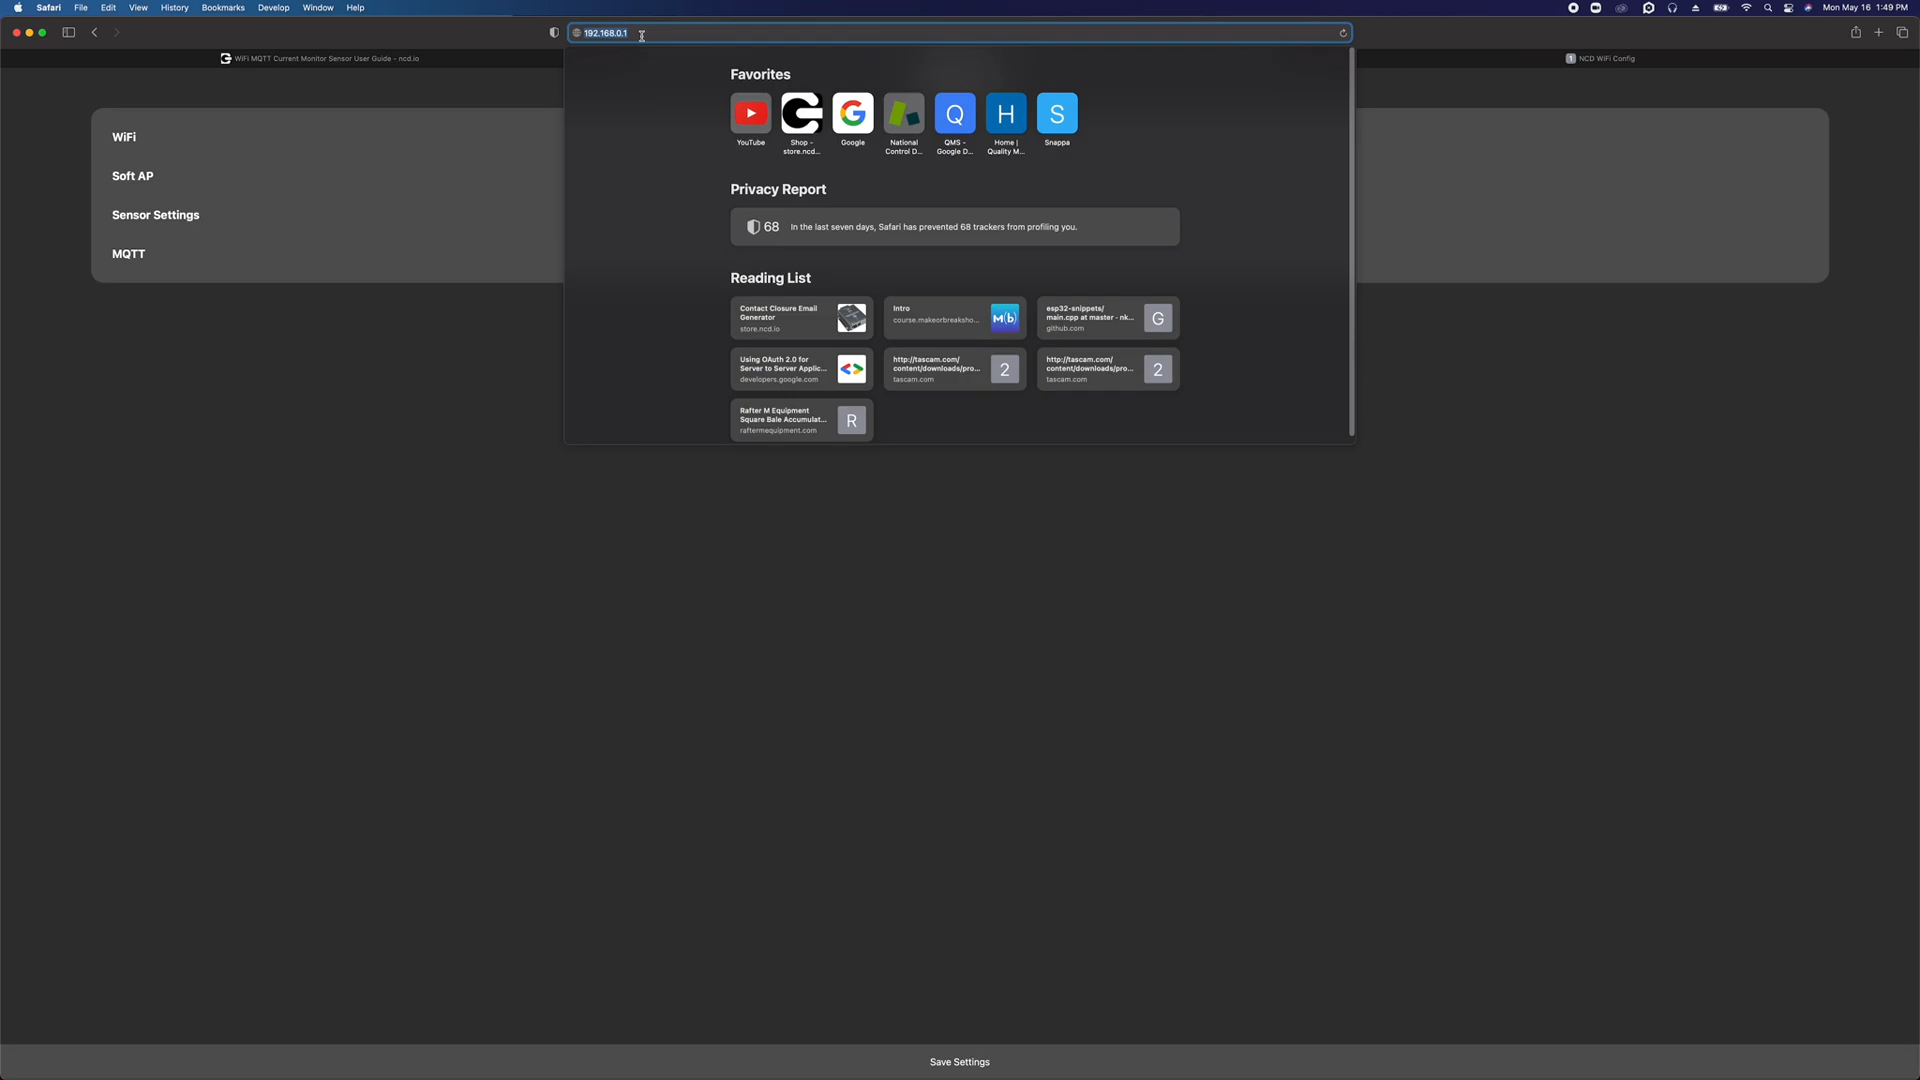 Safari File Edit View History Bookmarks Develop Window Help Mon May 16 1:49 PM
192.168.0.1
WiFi MQTT Current Monitor Sensor User Guide - ncd.io
1 NCD WiFi Config
WiFi
Soft AP
Sensor Settings
MQTT
Favorites
Q H S
YouTube
Shop - store.ncd...
Google
National Control D...
QMS - Google D...
Home | Quality M...
Snappa
Privacy Report
68 In the last seven days, Safari has prevented 68 trackers from profiling you.
Reading List
Contact Closure Email
Generator
store.ncd.io
Intro
course.makeorbreaksho...
M(b)
esp32-snippets/
main.cpp at master · nk...
github.com
G
Using OAuth 2.0 for
Server to Server Applic...
developers.google.com
http://tascam.com/
content/downloads/pro...
tascam.com
2
http://tascam.com/
content/downloads/pro...
tascam.com
2
Rafter M Equipment
Square Bale Accumulat...
raftermequipment.com
R
Save Settings